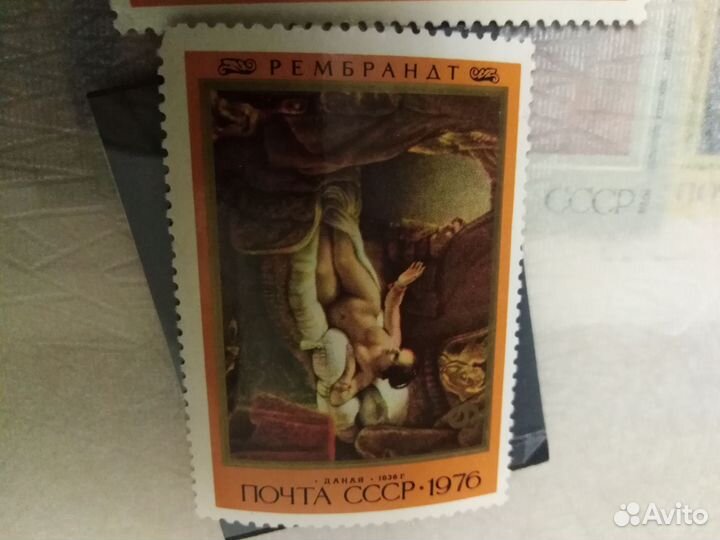 РЕМБРАНДТ
· ДАНАЯ · 1636 Г.
ПОЧТА СССР · 1976
СССР
Avito